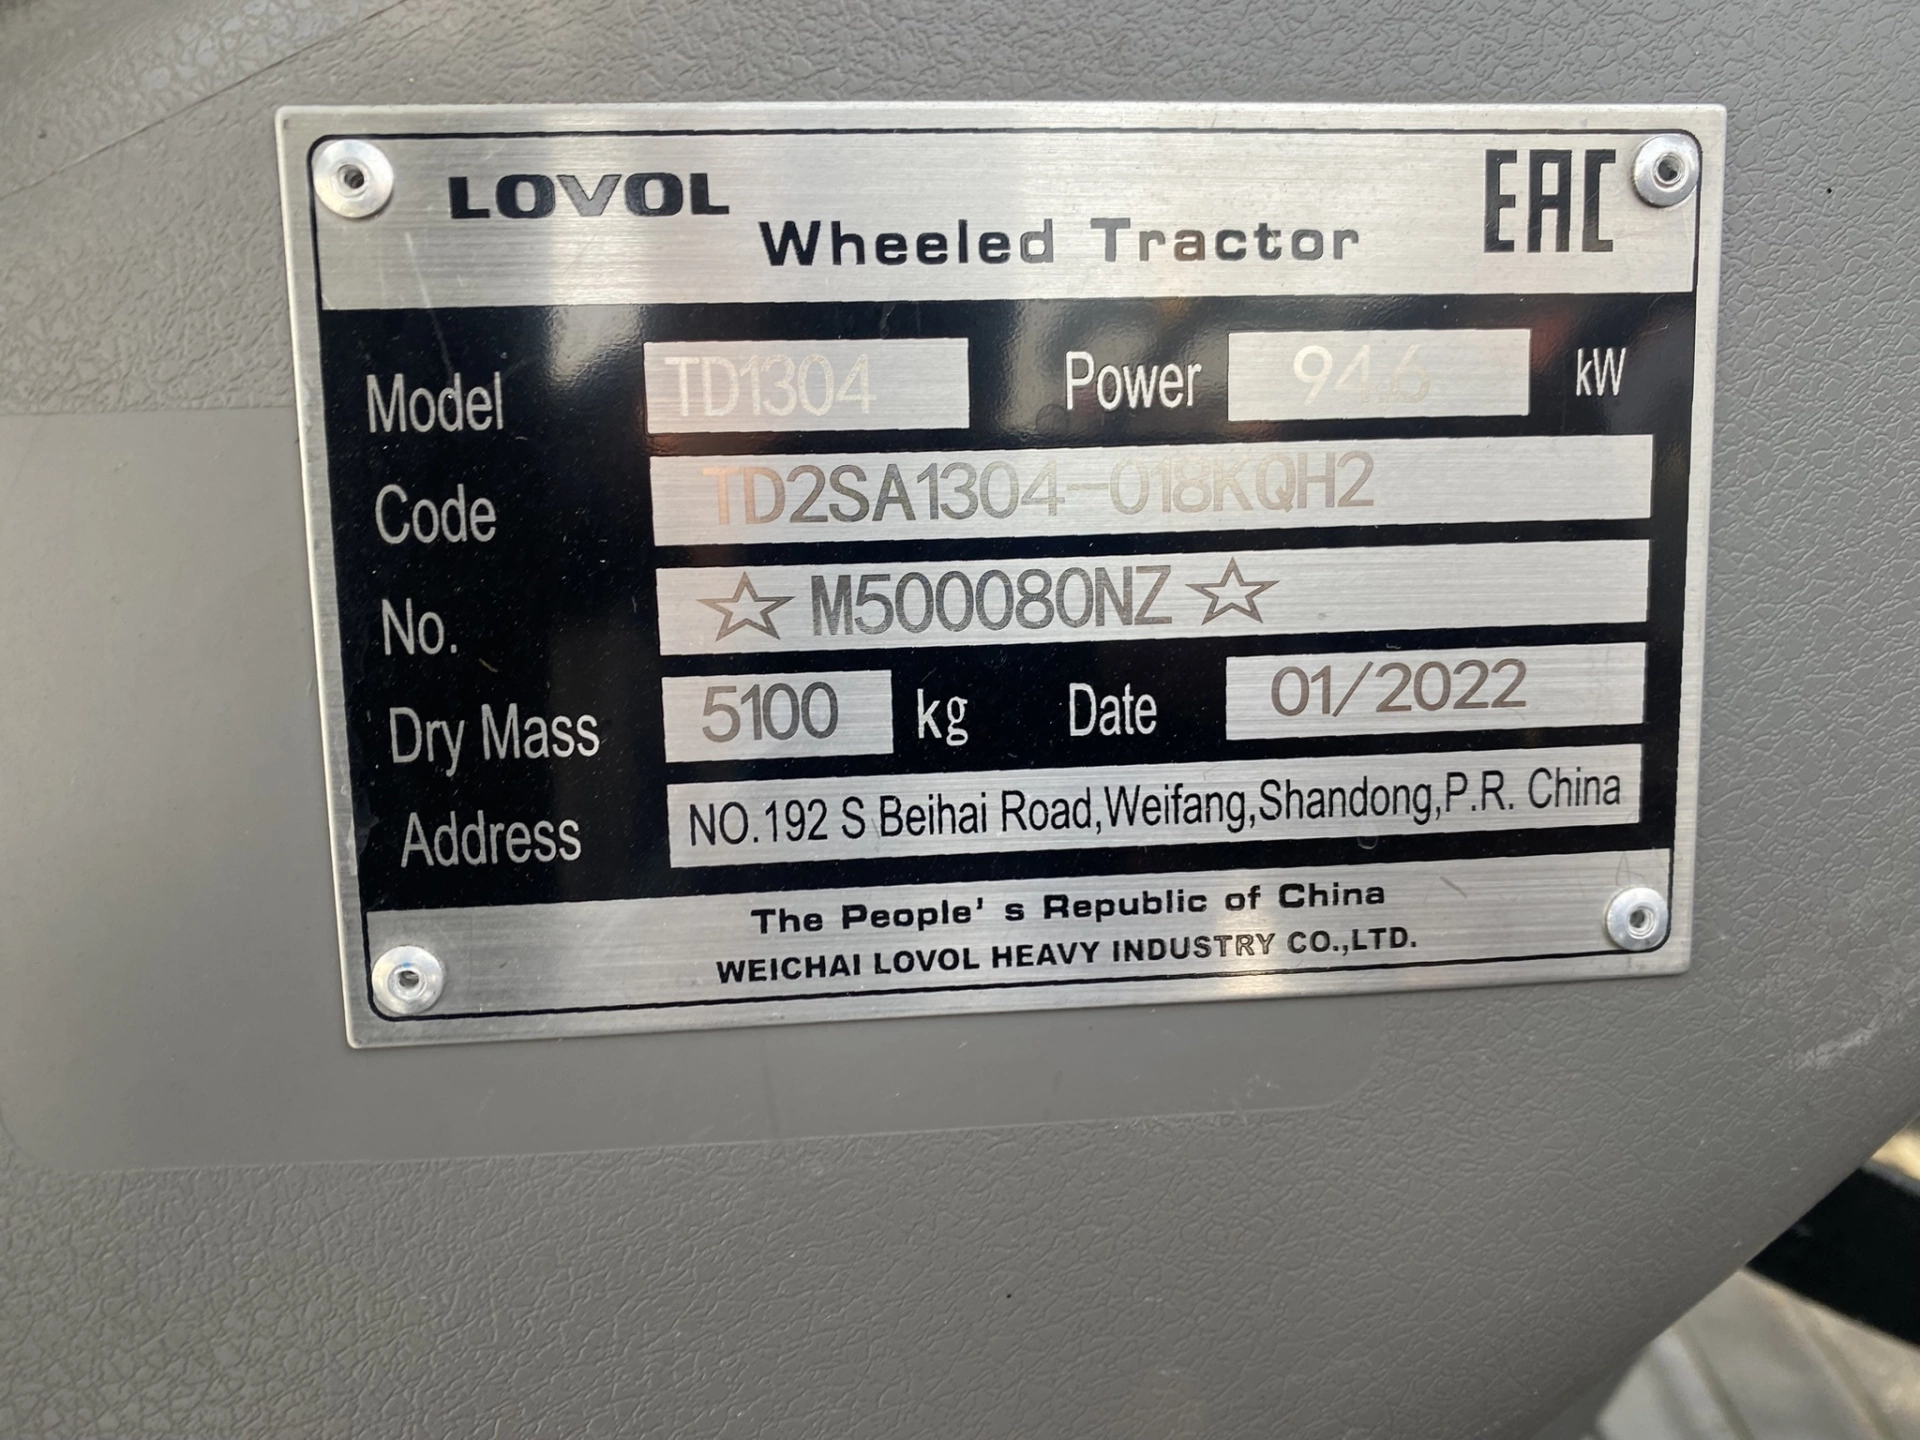 LOVOL
EAC
Wheeled Tractor
Model TD1304 Power 94.6 kW
Code TD2SA1304-018KQH2
No. ☆M500080NZ☆
Dry Mass 5100 kg Date 01/2022
Address NO.192 S Beihai Road,Weifang,Shandong,P.R. China
The People' s Republic of China
WEICHAI LOVOL HEAVY INDUSTRY CO.,LTD.